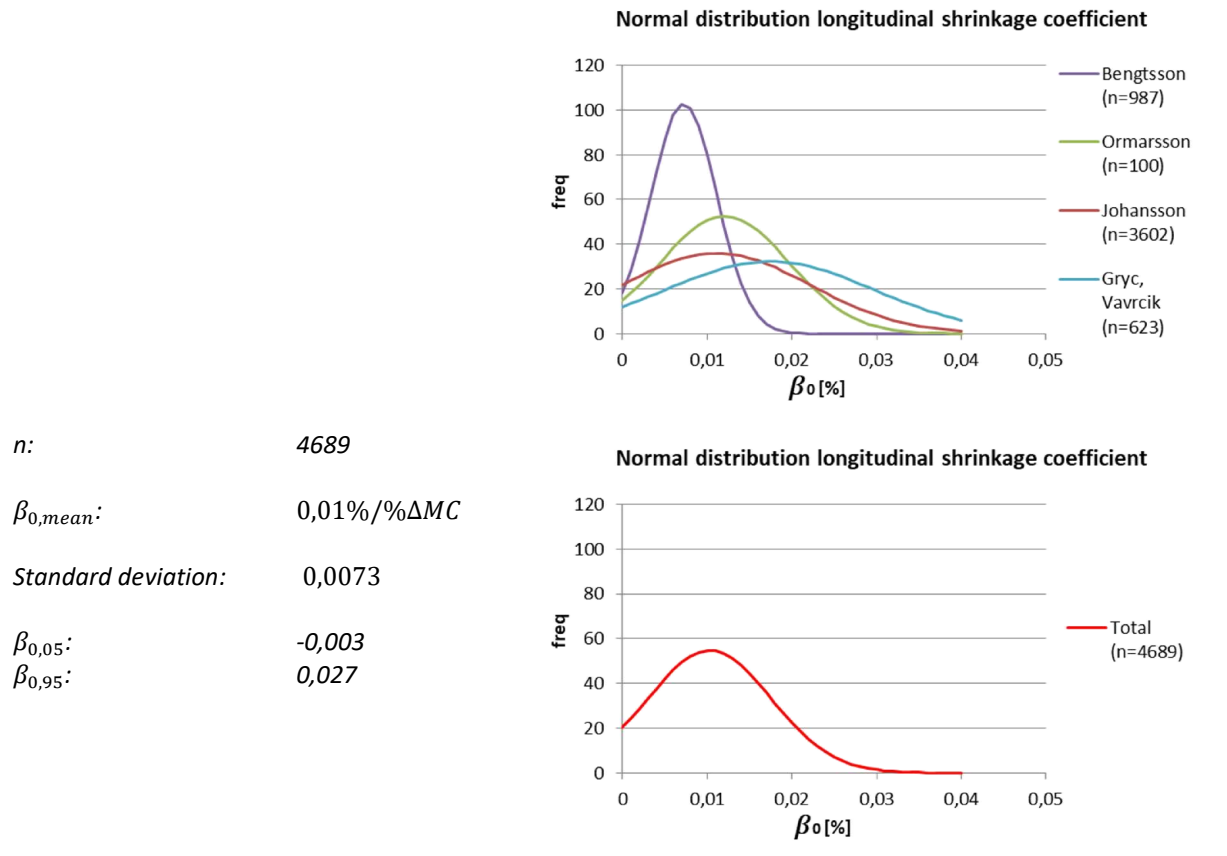 Normal distribution longitudinal shrinkage coefficient
120
100
80
60
40
20
0
freq
0
0,01
0,02
0,03
0,04
0,05
β₀ [%]
Bengtsson
(n=987)
Ormarsson
(n=100)
Johansson
(n=3602)
Gryc,
Vavrcik
(n=623)
n: 4689
β₀,mean: 0,01%/%ΔMC
Standard deviation: 0,0073
β₀,₀₅: -0,003
β₀,₉₅: 0,027
Normal distribution longitudinal shrinkage coefficient
120
100
80
60
40
20
0
freq
0
0,01
0,02
0,03
0,04
0,05
β₀ [%]
Total
(n=4689)